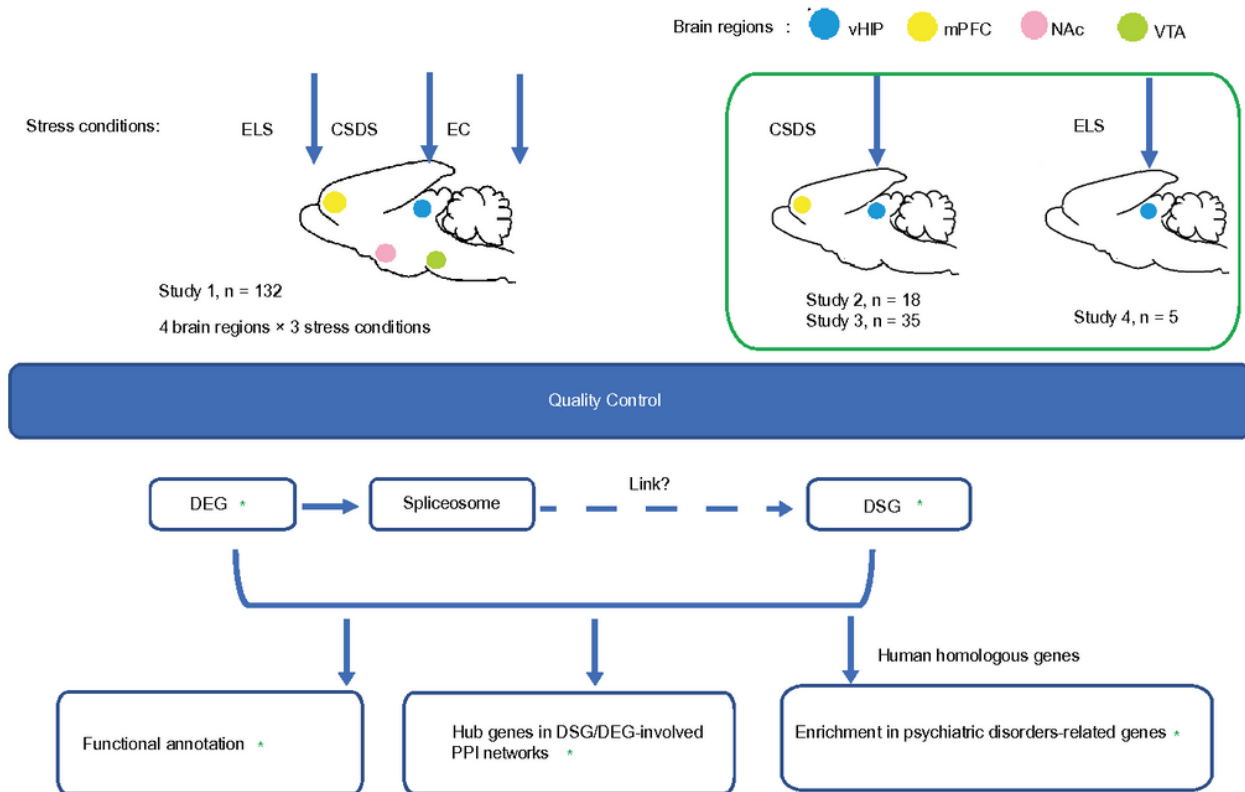 Brain regions : vHIP mPFC NAc VTA
Stress conditions: ELS CSDS EC
CSDS
ELS
Study 1, n = 132
4 brain regions × 3 stress conditions
Study 2, n = 18
Study 3, n = 35
Study 4, n = 5
Quality Control
DEG *
Spliceosome
Link?
DSG *
Human homologous genes
Functional annotation *
Hub genes in DSG/DEG-involved
PPI networks *
Enrichment in psychiatric disorders-related genes *